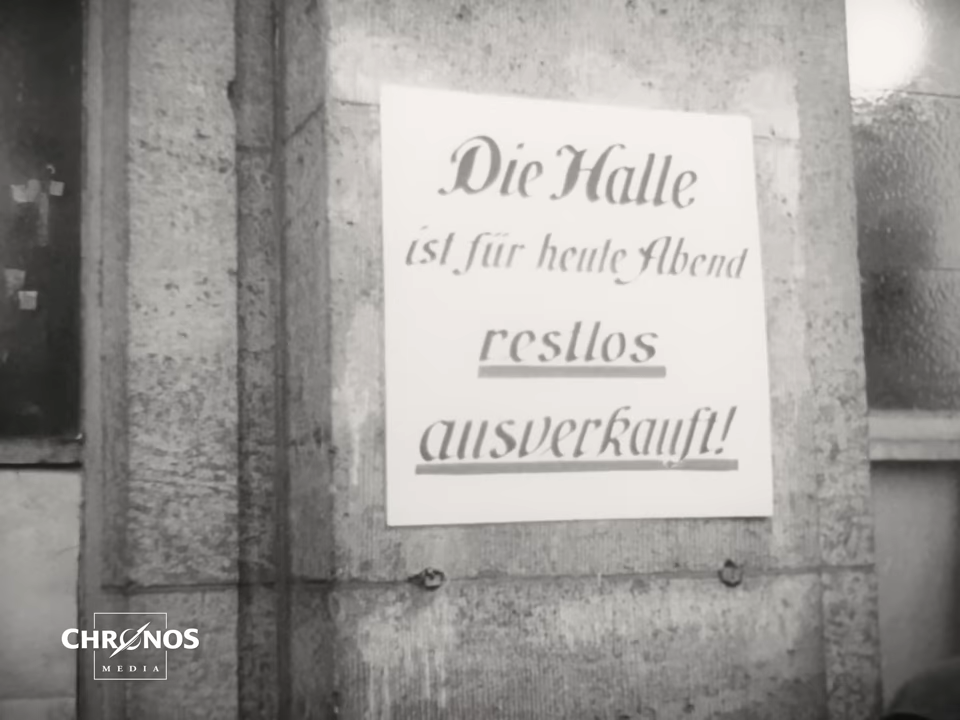 Die Halle
ist für heute Abend
restlos
ausverkauft!
CHRONOS
MEDIA